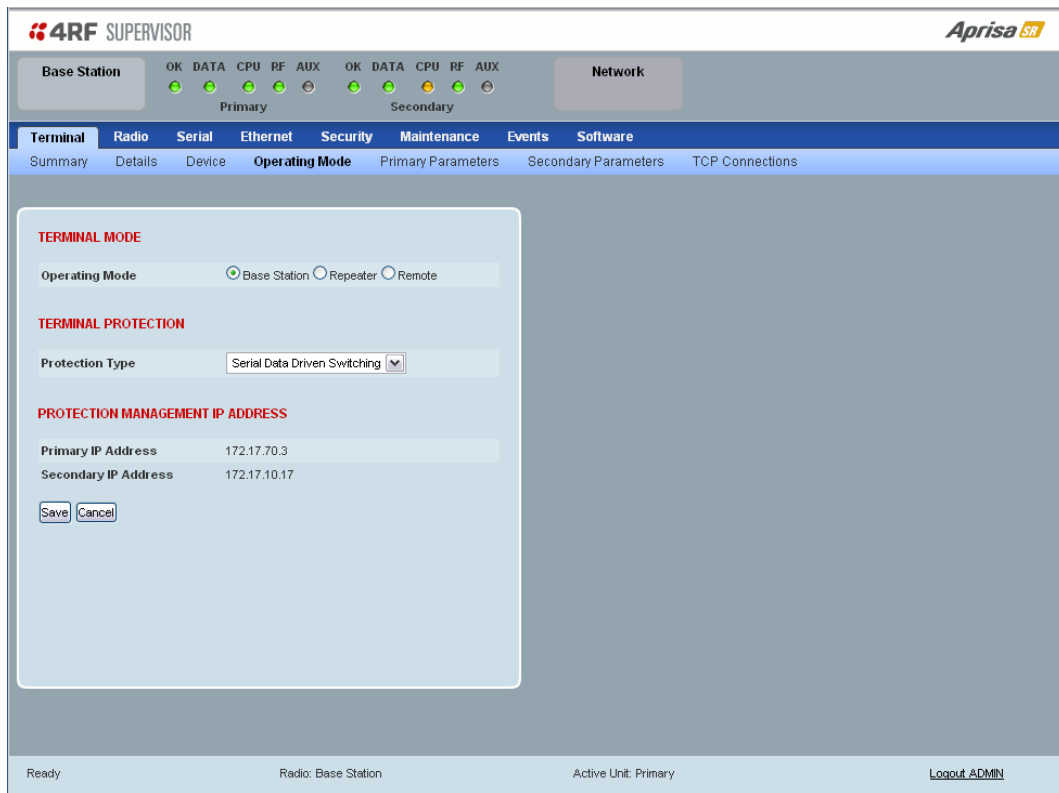 4RF SUPERVISOR
Aprisa SR
Base Station
OK DATA CPU RF AUX OK DATA CPU RF AUX
Primary Secondary
Network
Terminal Radio Serial Ethernet Security Maintenance Events Software
Summary Details Device Operating Mode Primary Parameters Secondary Parameters TCP Connections
TERMINAL MODE
Operating Mode Base Station Repeater Remote
TERMINAL PROTECTION
Protection Type Serial Data Driven Switching
PROTECTION MANAGEMENT IP ADDRESS
Primary IP Address 172.17.70.3
Secondary IP Address 172.17.10.17
Save Cancel
Ready Radio: Base Station Active Unit: Primary Logout ADMIN